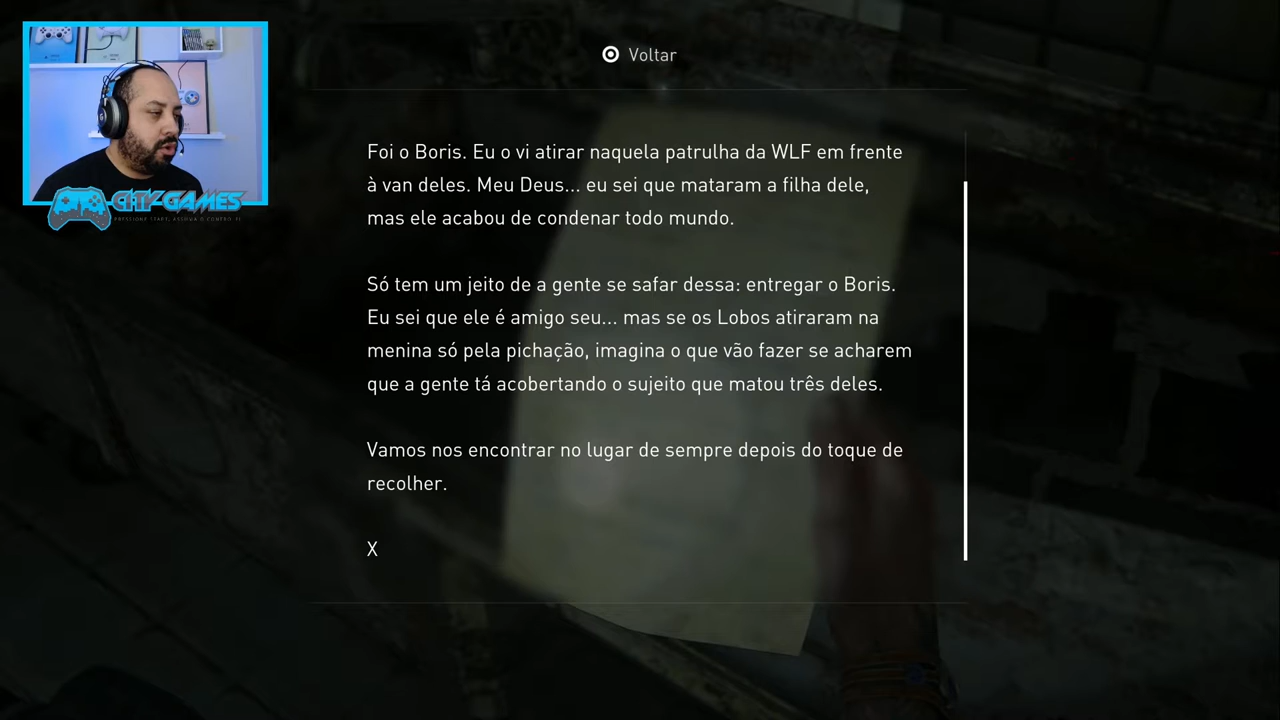 Voltar
Foi o Boris. Eu o vi atirar naquela patrulha da WLF em frente
à van deles. Meu Deus... eu sei que mataram a filha dele,
mas ele acabou de condenar todo mundo.
Só tem um jeito de a gente se safar dessa: entregar o Boris.
Eu sei que ele é amigo seu... mas se os Lobos atiraram na
menina só pela pichação, imagina o que vão fazer se acharem
que a gente tá acobertando o sujeito que matou três deles.
Vamos nos encontrar no lugar de sempre depois do toque de
recolher.
X